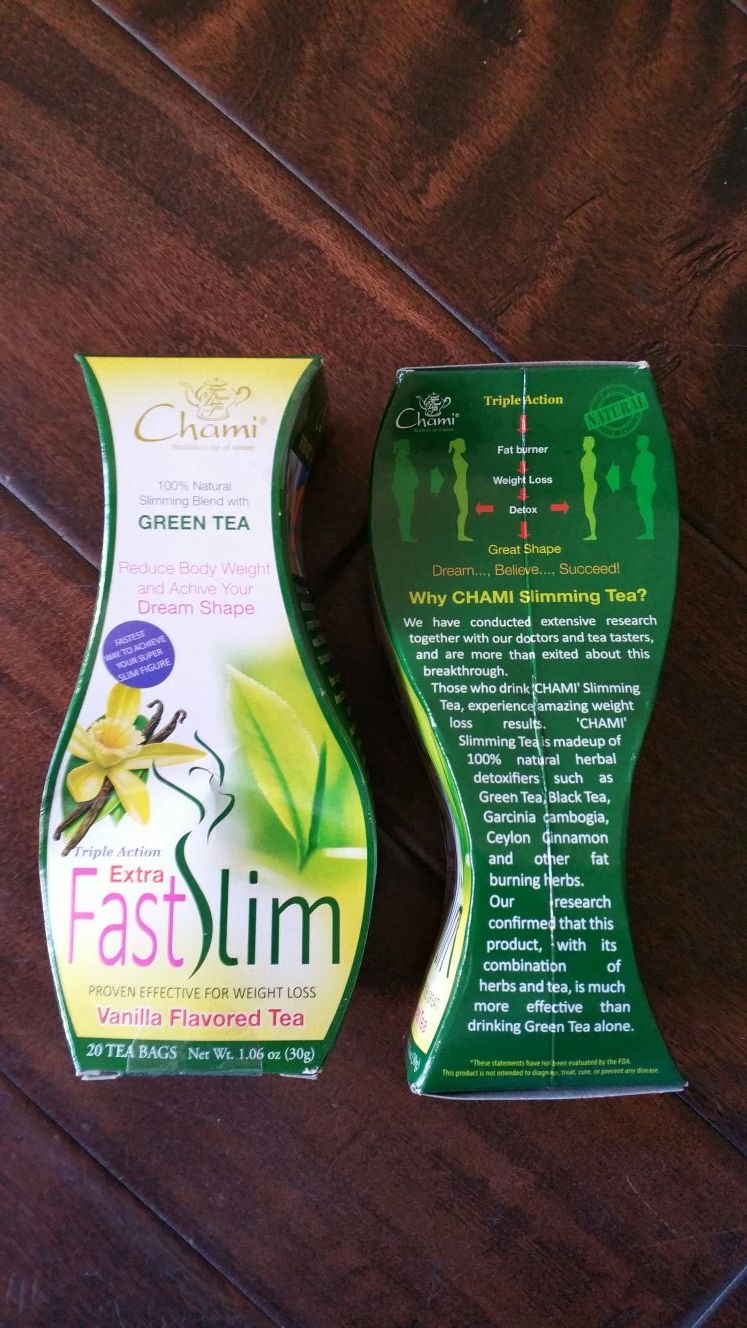 Chami®
100% Natural
Slimming Blend with
GREEN TEA
Reduce Body Weight
and Achive Your
Dream Shape
FASTEST
WAY TO ACHIEVE
YOUR SUPER
SLIM FIGURE
Triple Action
Extra
FastSlim
PROVEN EFFECTIVE FOR WEIGHT LOSS
Vanilla Flavored Tea
20 TEA BAGS Net Wt. 1.06 oz (30g)
Chami®
Triple Action
NATURAL
Fat burner
Weight Loss
Detox
Great Shape
Dream..., Believe..., Succeed!
Why CHAMI Slimming Tea?
We have conducted extensive research
together with our doctors and tea tasters,
and are more than exited about this
breakthrough.
Those who drink 'CHAMI' Slimming
Tea, experience amazing weight
loss results. 'CHAMI'
Slimming Tea is madeup of
100% natural herbal
detoxifiers such as
Green Tea, Black Tea,
Garcinia cambogia,
Ceylon Cinnamon
and other fat
burning herbs.
Our research
confirmed that this
product, with its
combination of
herbs and tea, is much
more effective than
drinking Green Tea alone.
*These statements have not been evaluated by the FDA.
This product is not intended to diagnose, treat, cure, or prevent any disease.
Tea